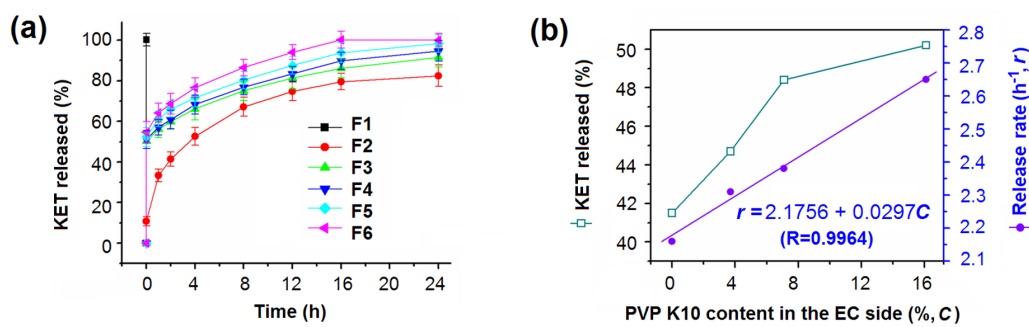 (a)
100
80
60
40
20
0
KET released (%)
F1
F2
F3
F4
F5
F6
0 4 8 12 16 20 24
Time (h)
(b)
50
48
46
44
42
40
KET released (%)
2.8
2.7
2.6
2.5
2.4
2.3
2.2
2.1
Release rate (h⁻¹, r)
r = 2.1756 + 0.0297C
(R=0.9964)
0 4 8 12 16
PVP K10 content in the EC side (%, C)